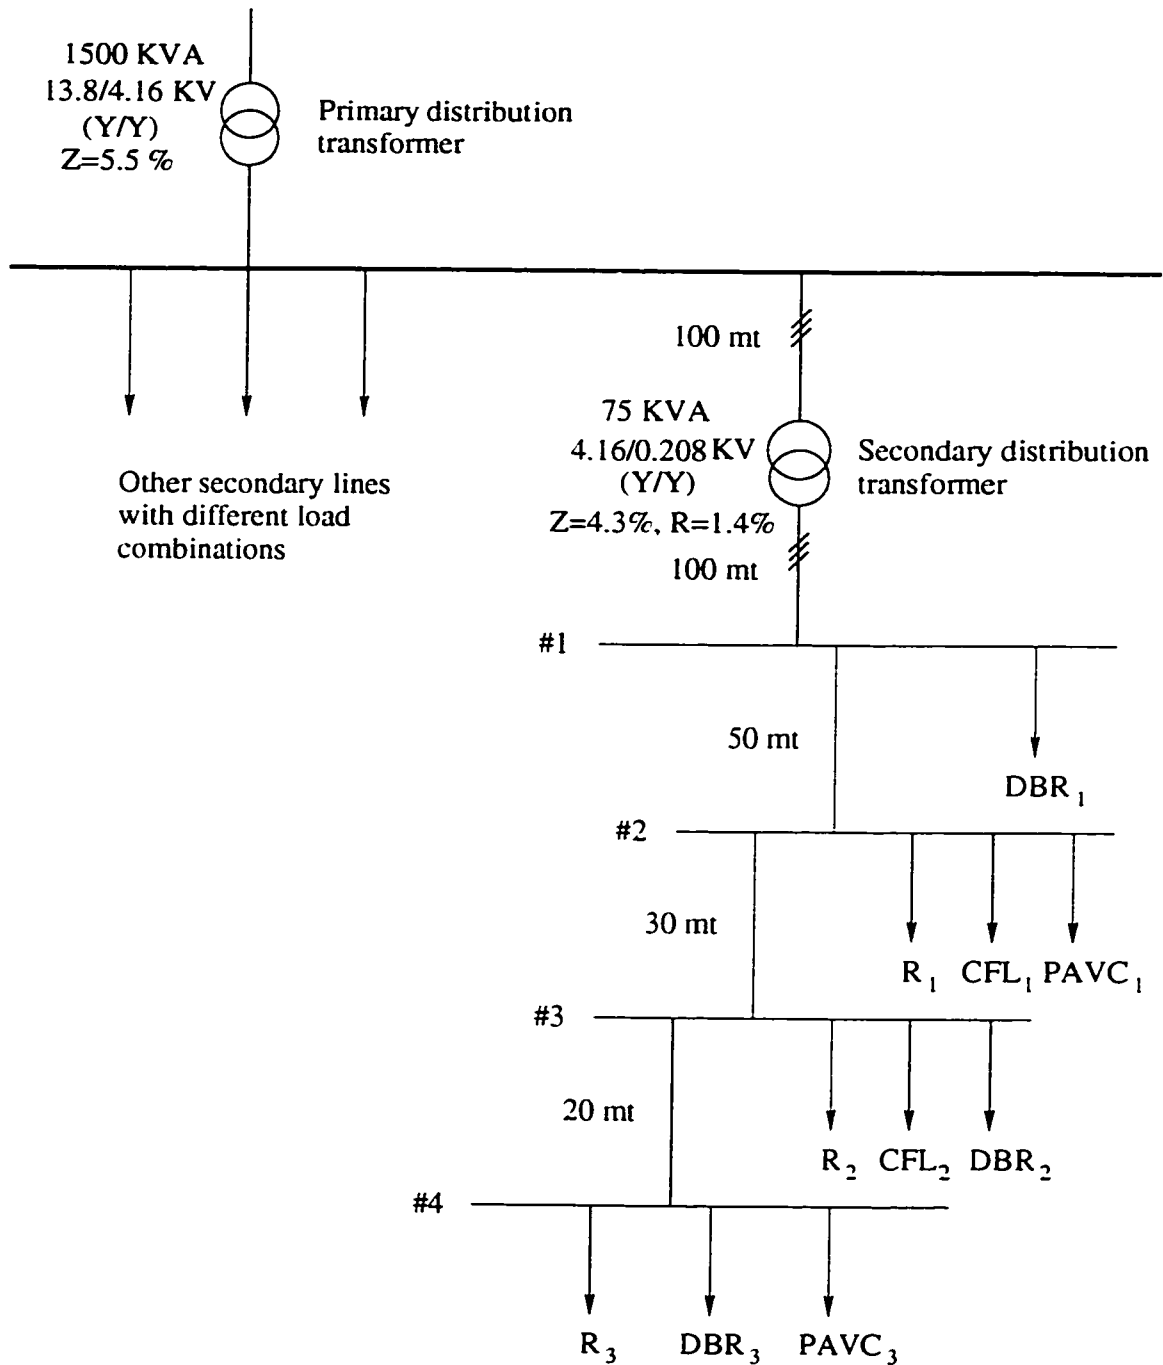 1500 KVA
13.8/4.16 KV
(Y/Y)
Z=5.5 %
Primary distribution
transformer
100 mt
75 KVA
4.16/0.208 KV
(Y/Y)
Z=4.3%, R=1.4%
Secondary distribution
transformer
Other secondary lines
with different load
combinations
100 mt
#1
50 mt
DBR₁
#2
30 mt
R₁ CFL₁ PAVC₁
#3
20 mt
R₂ CFL₂ DBR₂
#4
R₃ DBR₃ PAVC₃